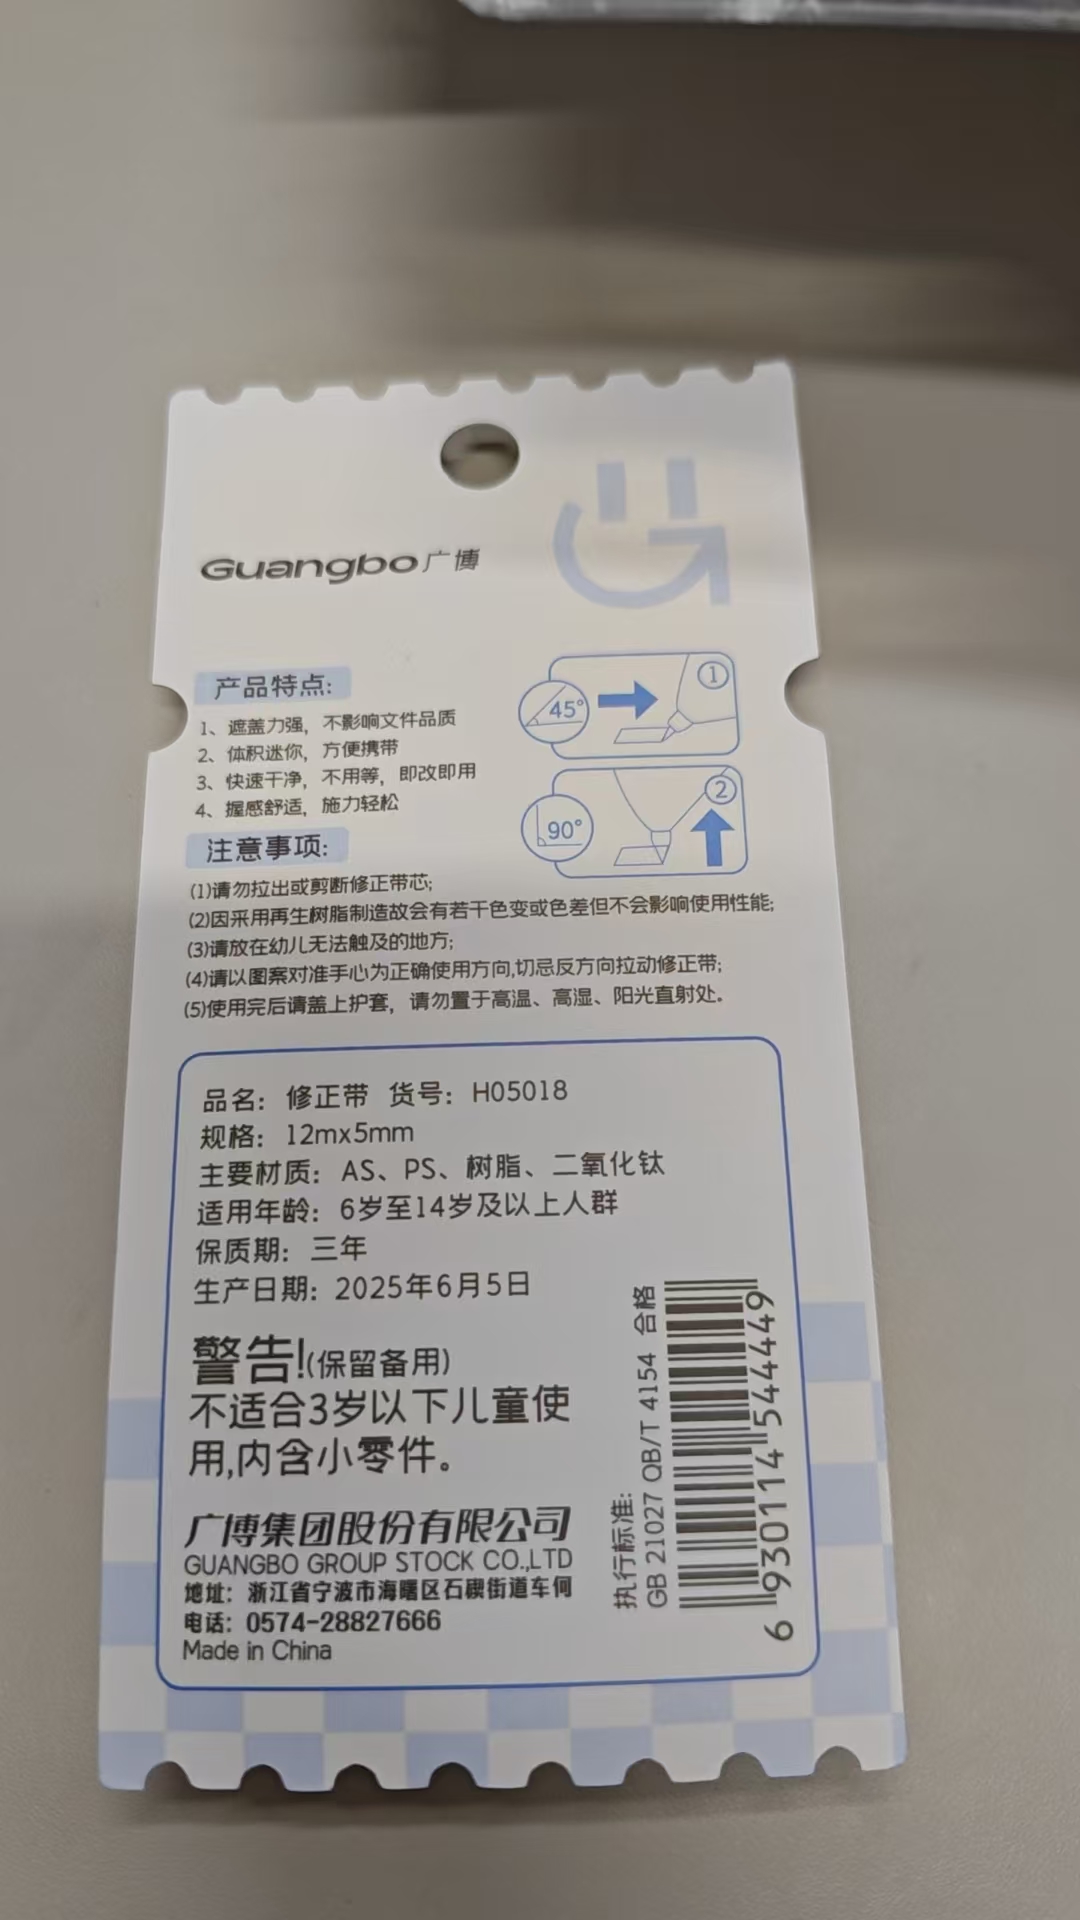 Guangbo广博
产品特点:
1、遮盖力强，不影响文件品质
2、体积迷你，方便携带
3、快速干净，不用等，即改即用
4、握感舒适，施力轻松
45°
①
90°
②
注意事项:
(1)请勿拉出或剪断修正带芯;
(2)因采用再生树脂制造故会有若干色变或色差但不会影响使用性能;
(3)请放在幼儿无法触及的地方;
(4)请以图案对准手心为正确使用方向,切忌反方向拉动修正带;
(5)使用完后请盖上护套，请勿置于高温、高湿、阳光直射处。
品名：修正带 货号：H05018
规格：12mx5mm
主要材质：AS、PS、树脂、二氧化钛
适用年龄：6岁至14岁及以上人群
保质期：三年
生产日期：2025年6月5日
警告!(保留备用)
不适合3岁以下儿童使
用,内含小零件。
广博集团股份有限公司
GUANGBO GROUP STOCK CO.,LTD
地址：浙江省宁波市海曙区石碶街道车何
电话：0574-28827666
Made in China
执行标准:
GB 21027 QB/T 4154 合格
6 930114 544449